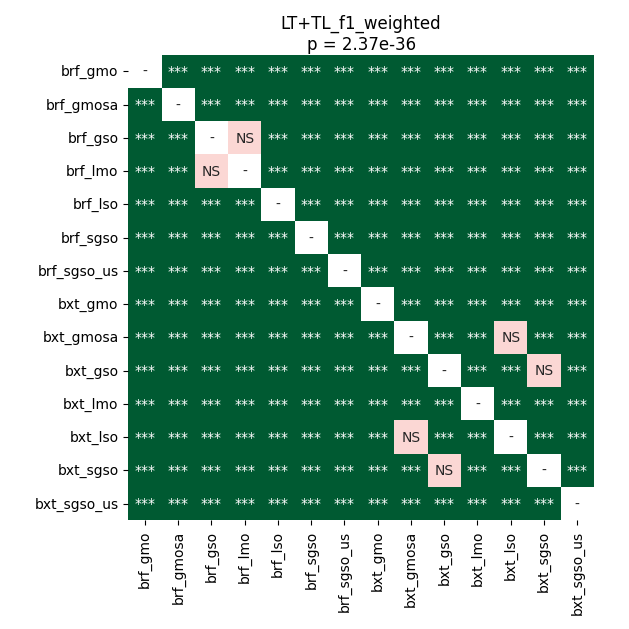 LT+TL_f1_weighted
p = 2.37e-36
brf_gmo - *** *** *** *** *** *** *** *** *** *** *** *** ***
brf_gmosa *** - *** *** *** *** *** *** *** *** *** *** *** ***
brf_gso *** *** - NS *** *** *** *** *** *** *** *** *** ***
brf_lmo *** *** NS - *** *** *** *** *** *** *** *** *** ***
brf_lso *** *** *** *** - *** *** *** *** *** *** *** *** ***
brf_sgso *** *** *** *** *** - *** *** *** *** *** *** *** ***
brf_sgso_us *** *** *** *** *** *** - *** *** *** *** *** *** ***
bxt_gmo *** *** *** *** *** *** *** - *** *** *** *** *** ***
bxt_gmosa *** *** *** *** *** *** *** *** - *** *** NS *** ***
bxt_gso *** *** *** *** *** *** *** *** *** - *** *** NS ***
bxt_lmo *** *** *** *** *** *** *** *** *** *** - *** *** ***
bxt_lso *** *** *** *** *** *** *** *** NS *** *** - *** ***
bxt_sgso *** *** *** *** *** *** *** *** *** NS *** *** - ***
bxt_sgso_us *** *** *** *** *** *** *** *** *** *** *** *** *** -
brf_gmo
brf_gmosa
brf_gso
brf_lmo
brf_lso
brf_sgso
brf_sgso_us
bxt_gmo
bxt_gmosa
bxt_gso
bxt_lmo
bxt_lso
bxt_sgso
bxt_sgso_us